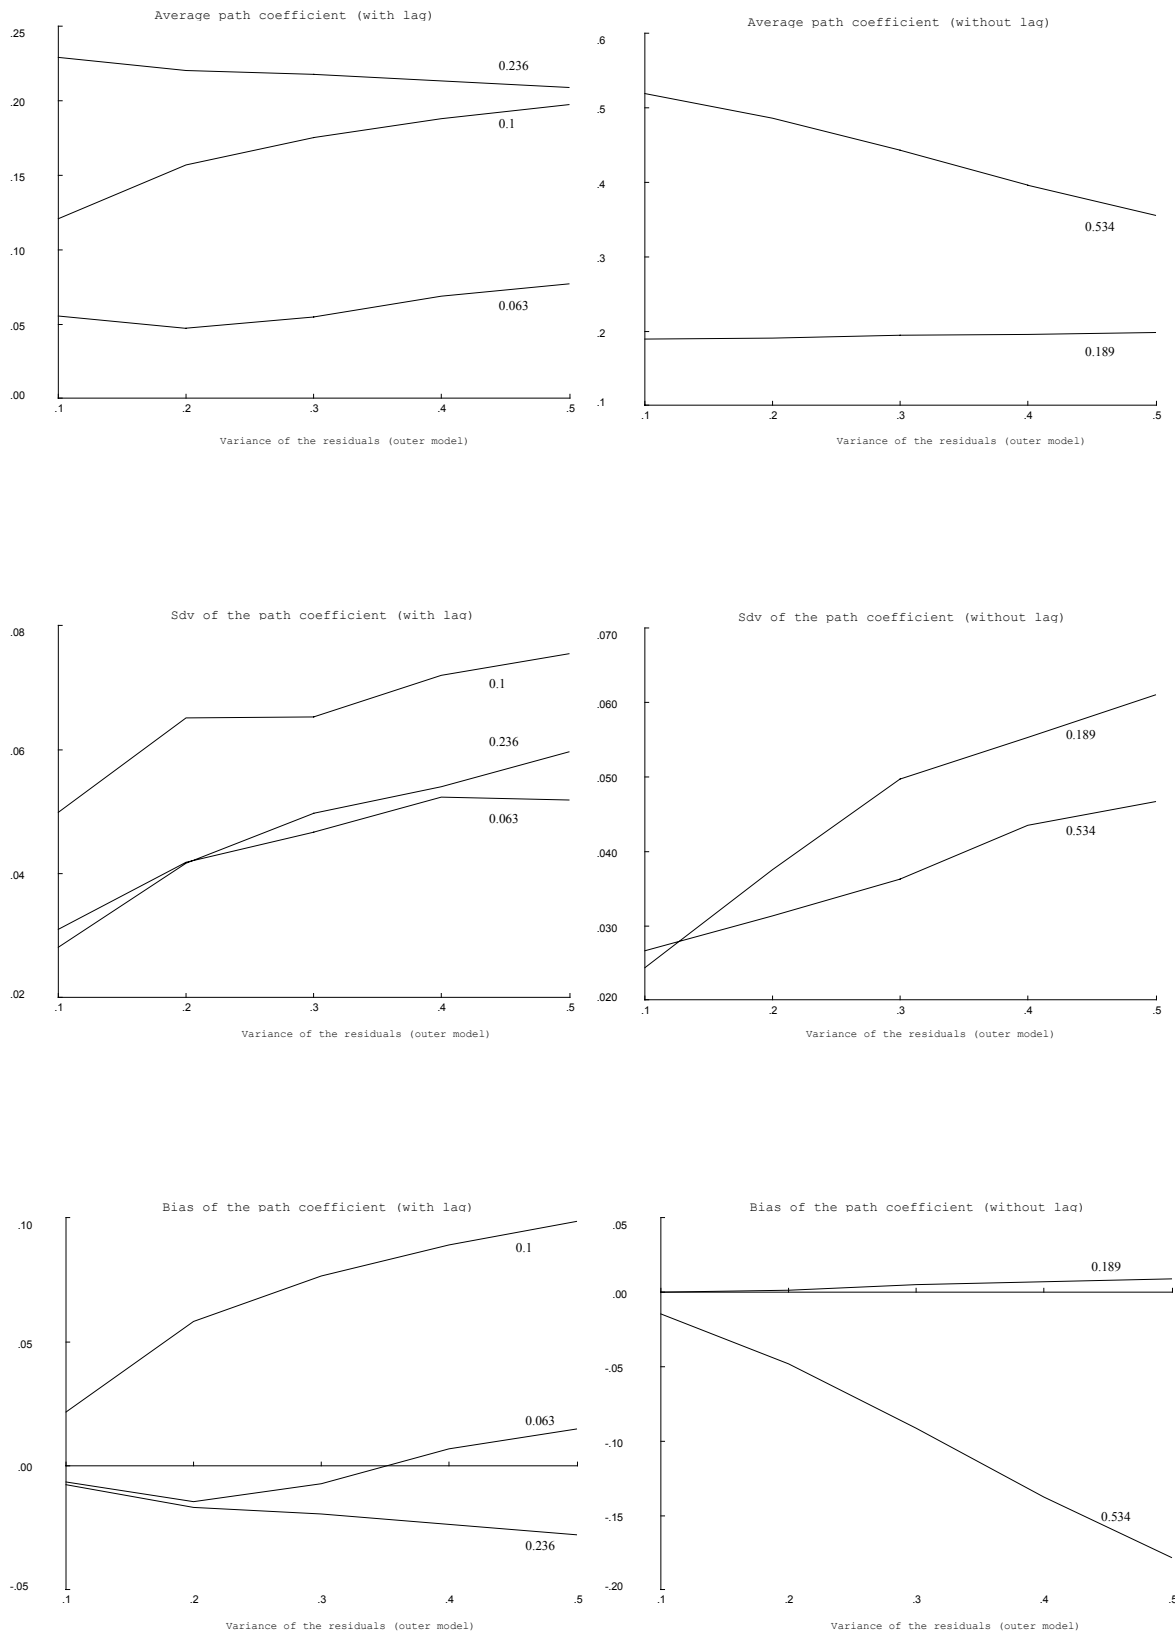 Average path coefficient (with lag)
.25
.20
.15
.10
.05
.00
0.236
0.1
0.063
.1 .2 .3 .4 .5
Variance of the residuals (outer model)
Average path coefficient (without lag)
.6
.5
.4
.3
.2
.1
0.534
0.189
.1 .2 .3 .4 .5
Variance of the residuals (outer model)
Sdv of the path coefficient (with lag)
.08
.06
.04
.02
0.1
0.236
0.063
.1 .2 .3 .4 .5
Variance of the residuals (outer model)
Sdv of the path coefficient (without lag)
.070
.060
.050
.040
.030
.020
0.189
0.534
.1 .2 .3 .4 .5
Variance of the residuals (outer model)
Bias of the path coefficient (with lag)
.10
.05
.00
-.05
0.1
0.063
0.236
.1 .2 .3 .4 .5
Variance of the residuals (outer model)
Bias of the path coefficient (without lag)
.05
.00
-.05
-.10
-.15
-.20
0.189
0.534
.1 .2 .3 .4 .5
Variance of the residuals (outer model)